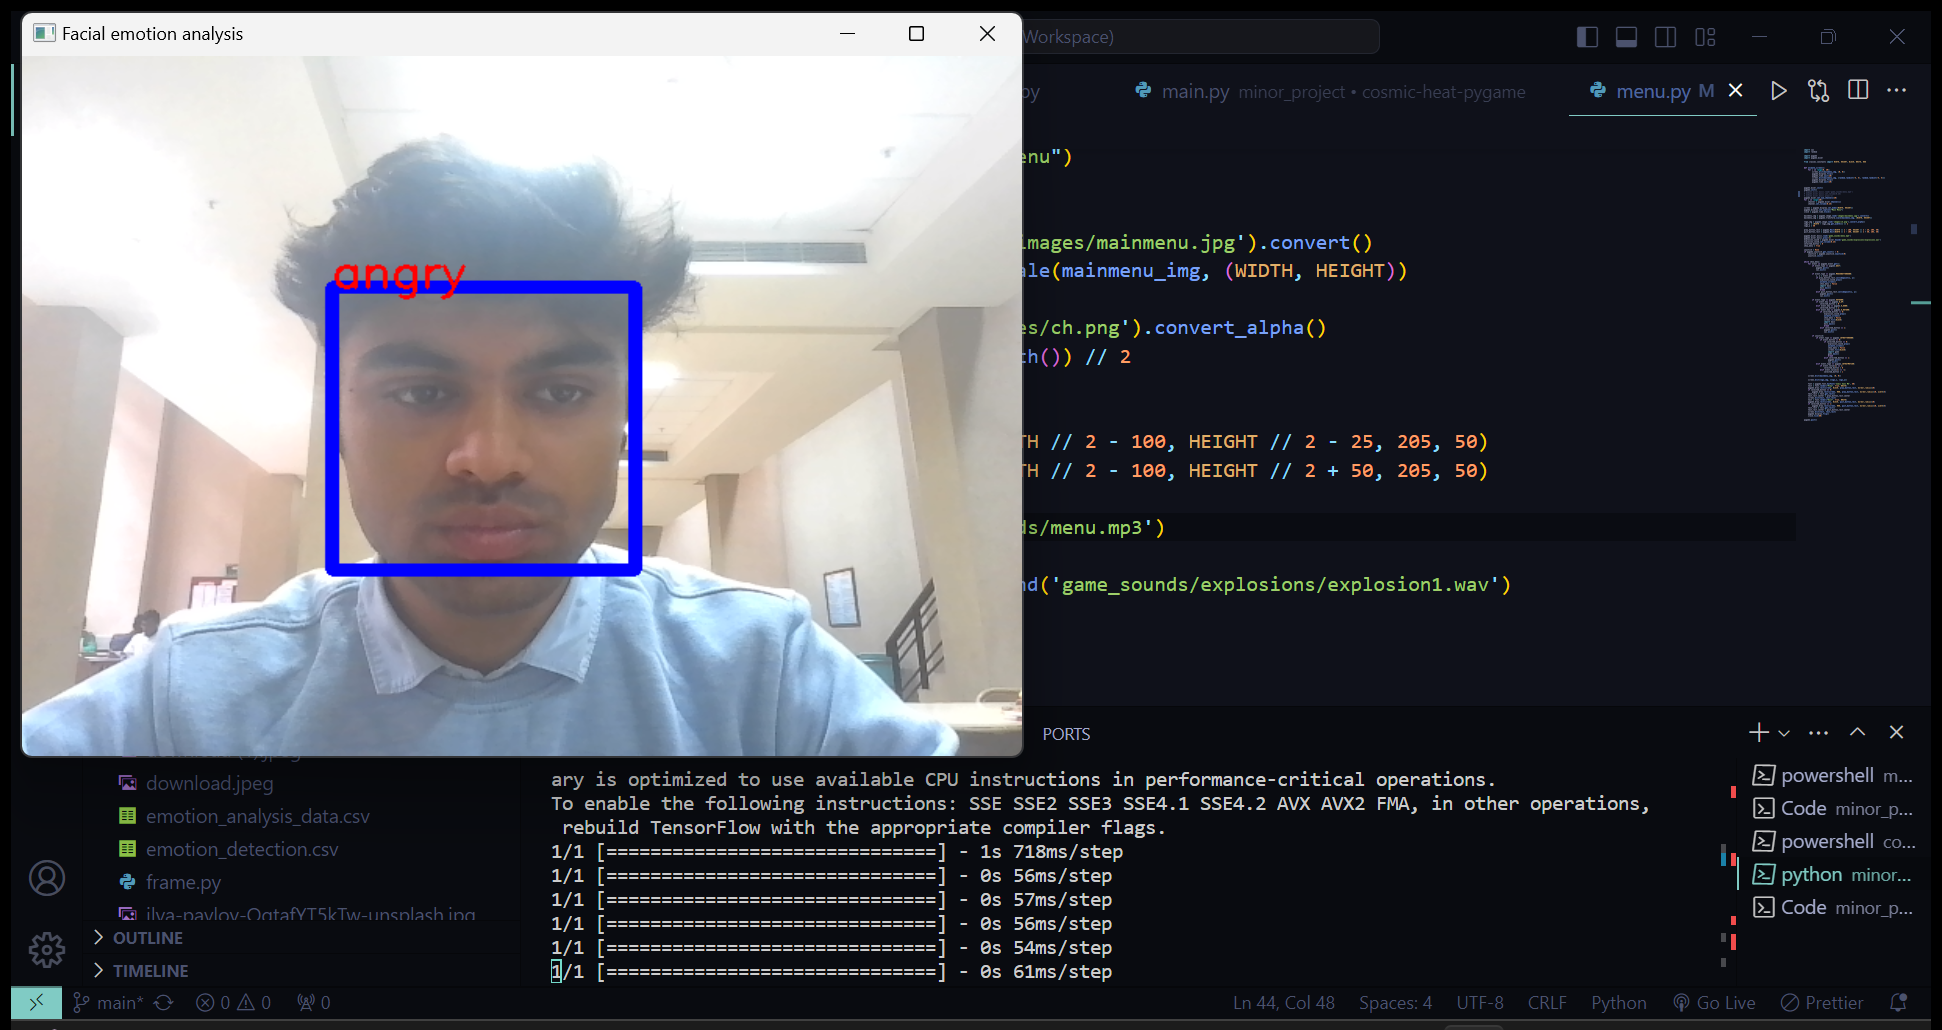 Facial emotion analysis
Workspace)
angry
py
main.py minor_project • cosmic-heat-pygame
menu.py M
enu")
images/mainmenu.jpg').convert()
ale(mainmenu_img, (WIDTH, HEIGHT))
es/ch.png').convert_alpha()
th()) // 2
TH // 2 - 100, HEIGHT // 2 - 25, 205, 50)
TH // 2 - 100, HEIGHT // 2 + 50, 205, 50)
ds/menu.mp3')
nd('game_sounds/explosions/explosion1.wav')
PORTS
download.jpeg
emotion_analysis_data.csv
emotion_detection.csv
frame.py
ilya-pavlov-OqtafYT5kTw-unsplash.jpg
OUTLINE
TIMELINE
ary is optimized to use available CPU instructions in performance-critical operations.
To enable the following instructions: SSE SSE2 SSE3 SSE4.1 SSE4.2 AVX AVX2 FMA, in other operations,
rebuild TensorFlow with the appropriate compiler flags.
1/1 [==============================] - 1s 718ms/step
1/1 [==============================] - 0s 56ms/step
1/1 [==============================] - 0s 57ms/step
1/1 [==============================] - 0s 56ms/step
1/1 [==============================] - 0s 54ms/step
1/1 [==============================] - 0s 61ms/step
powershell m...
Code minor_p...
powershell co...
python minor...
Code minor_p...
main* 0 0 0
Ln 44, Col 48 Spaces: 4 UTF-8 CRLF Python Go Live Prettier